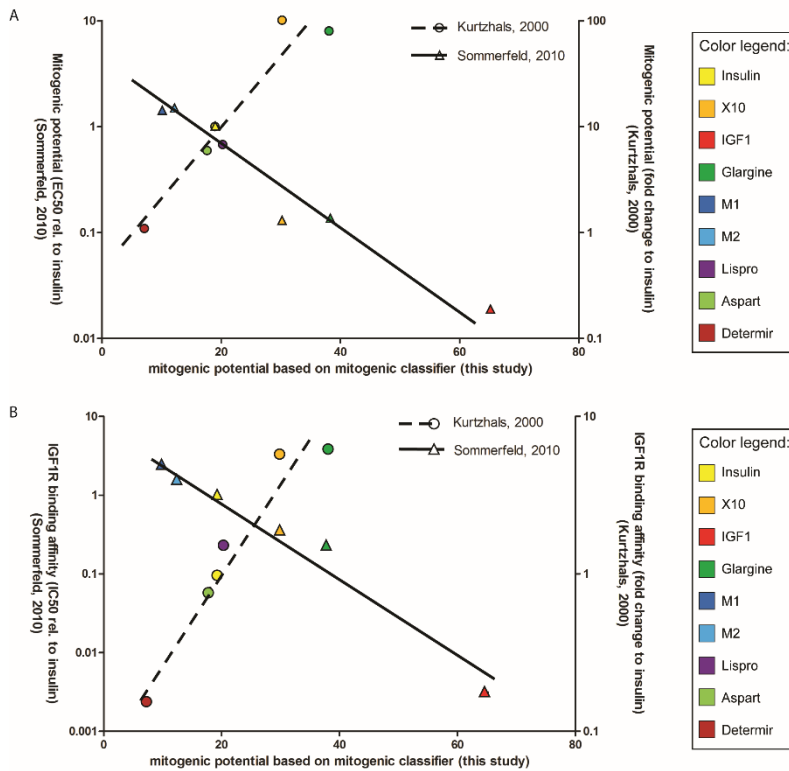 A
Mitogenic potential (EC50 rel. to insulin)
(Sommerfeld, 2010)
10
1
0.1
0.01
Kurtzhals, 2000
Sommerfeld, 2010
100
10
1
0.1
Mitogenic potential (fold change to insulin)
(Kurtzhals, 2000)
0
20
40
60
80
mitogenic potential based on mitogenic classifier (this study)
Color legend:
Insulin
X10
IGF1
Glargine
M1
M2
Lispro
Aspart
Determir
B
IGF1R binding affinity (IC50 rel. to insulin)
(Sommerfeld, 2010)
10
1
0.1
0.01
0.001
Kurtzhals, 2000
Sommerfeld, 2010
10
1
0.1
IGF1R binding affinity (fold change to insulin)
(Kurtzhals, 2000)
0
20
40
60
80
mitogenic potential based on mitogenic classifier (this study)
Color legend:
Insulin
X10
IGF1
Glargine
M1
M2
Lispro
Aspart
Determir